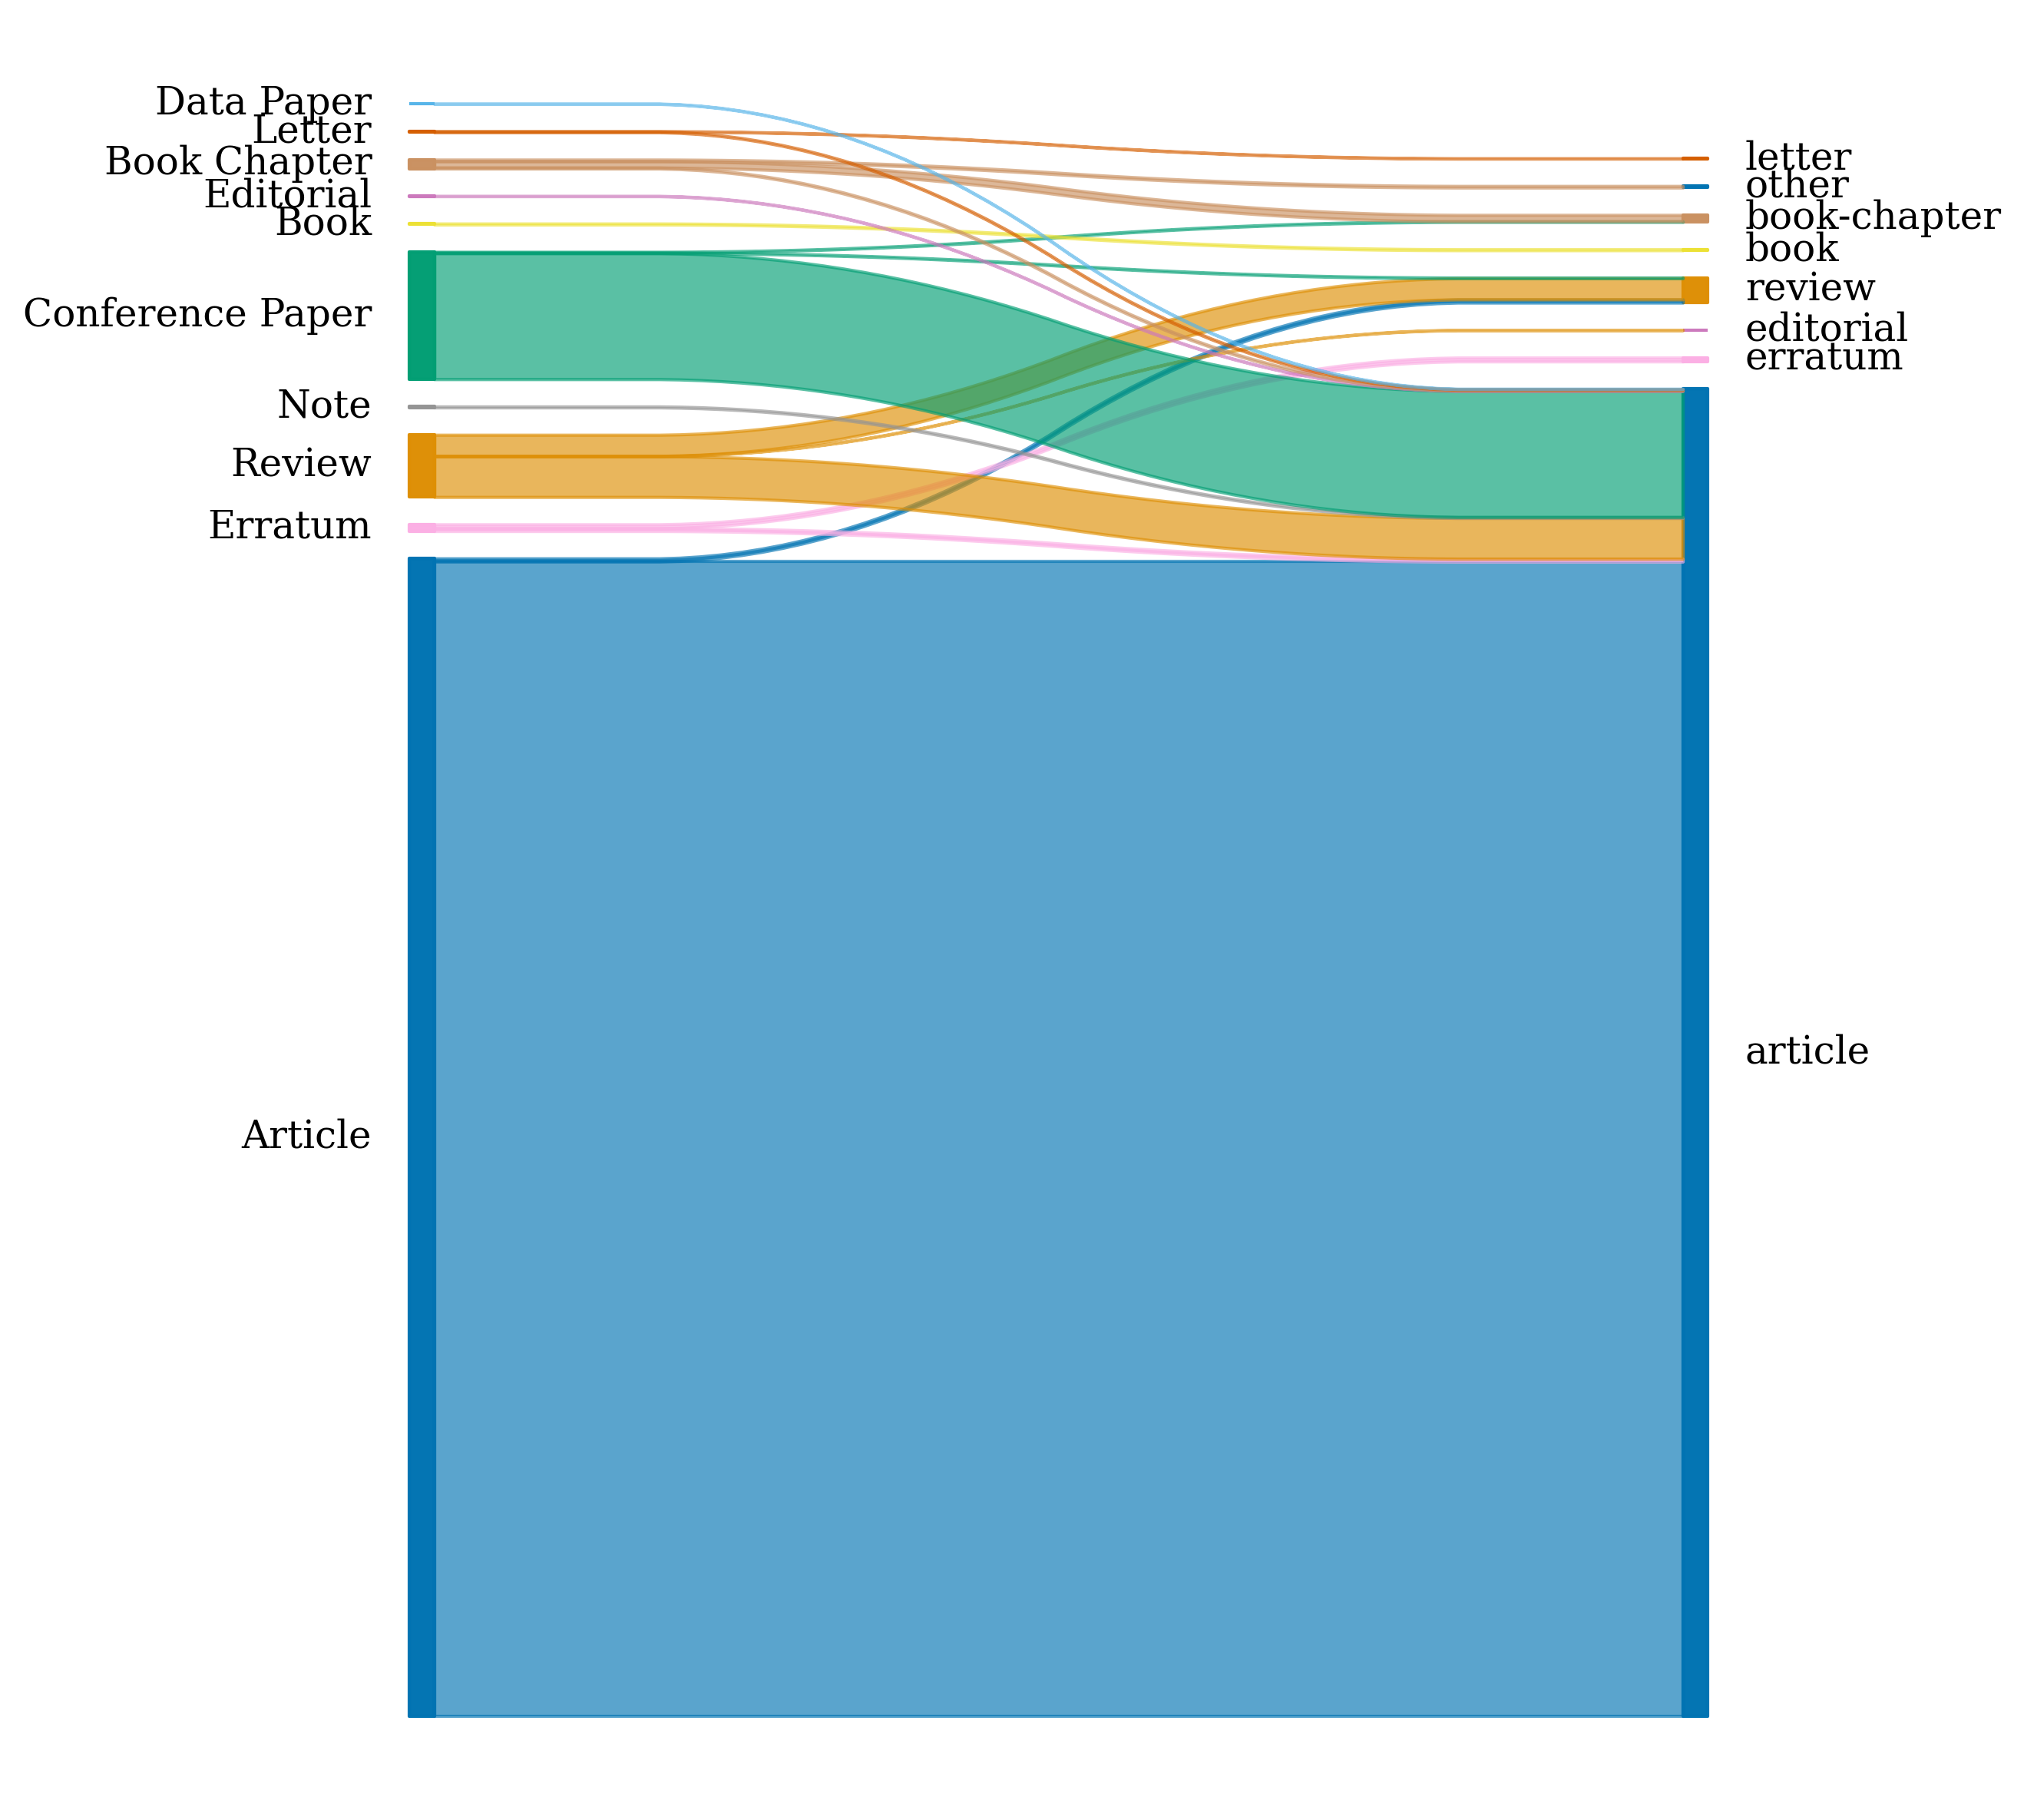 Data Paper
Letter
Book Chapter
Editorial
Book
Conference Paper
Note
Review
Erratum
Article
letter
other
book-chapter
book
review
editorial
erratum
article